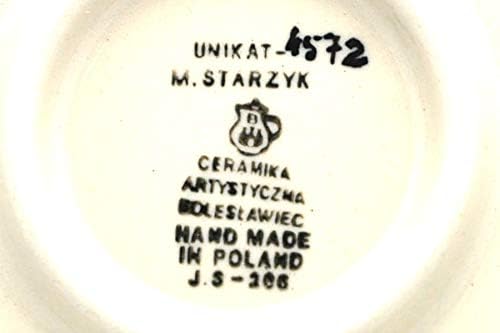 UNIKAT-4572
M. STARZYK
B
CERAMIKA
ARTYSTYCZNA
BOLESŁAWIEC
HAND MADE
IN POLAND
J.S-206